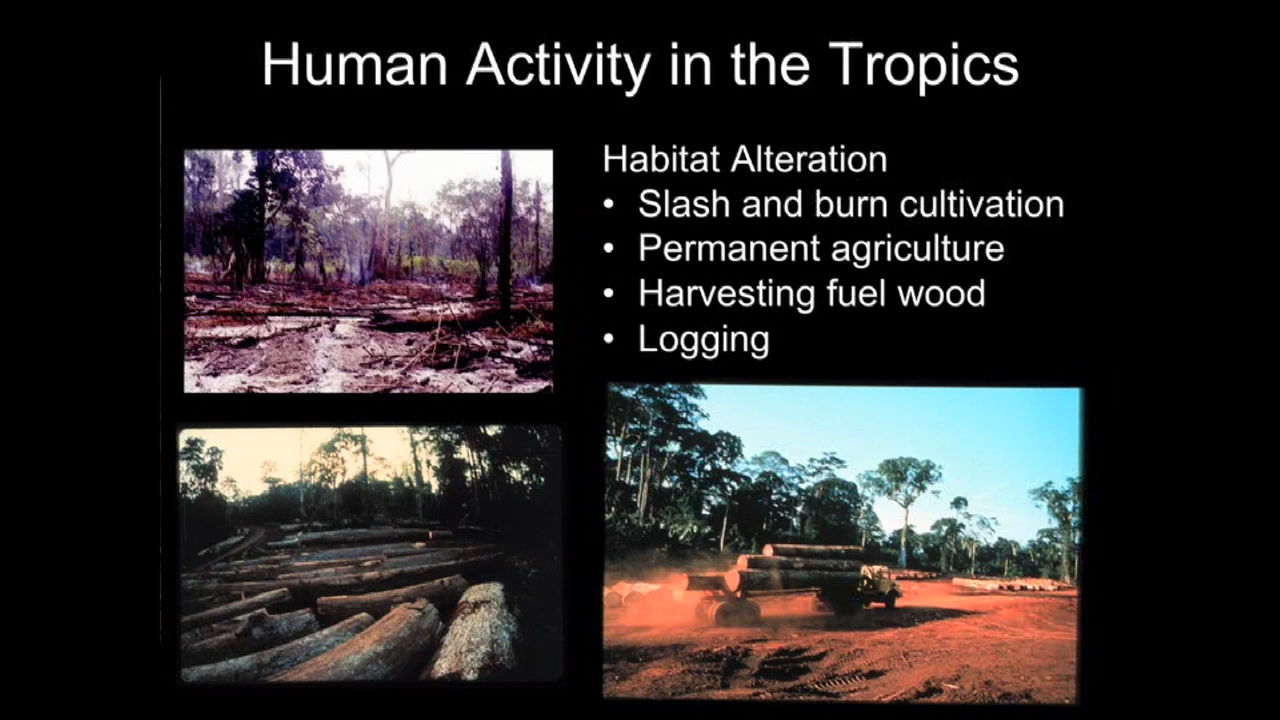 Human Activity in the Tropics
Habitat Alteration
• Slash and burn cultivation
• Permanent agriculture
• Harvesting fuel wood
• Logging